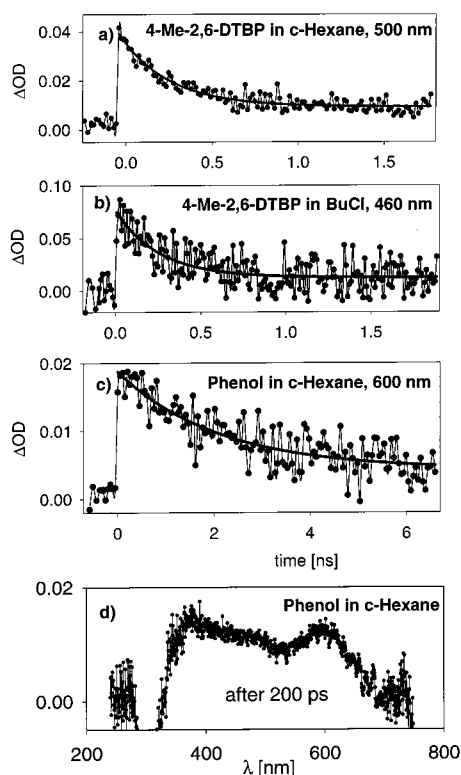 a) 4-Me-2,6-DTBP in c-Hexane, 500 nm
0.04
0.02
0.00
ΔOD
0.0 0.5 1.0 1.5
b) 4-Me-2,6-DTBP in BuCl, 460 nm
0.10
0.05
0.00
ΔOD
0.0 0.5 1.0 1.5
c) Phenol in c-Hexane, 600 nm
0.02
0.01
0.00
ΔOD
0 2 4 6
time [ns]
d) Phenol in c-Hexane
0.02
0.00
after 200 ps
200 400 600 800
λ [nm]